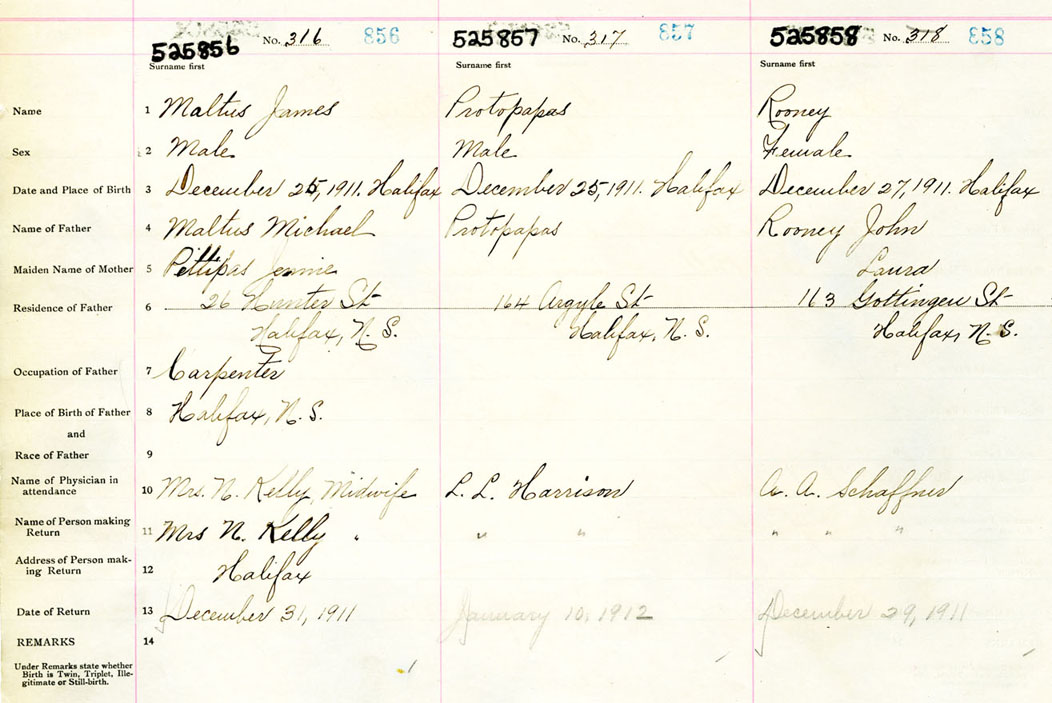 525856 No. 316 856 525857 No. 317 857 525858 No. 318 858
Surname first Surname first Surname first
Name 1 Maltus James Protopapas Rooney
Sex 2 Male Male Female
Date and Place of Birth 3 December 25, 1911. Halifax December 25, 1911. Halifax December 27, 1911. Halifax
Name of Father 4 Maltus Michael Protopapas Rooney John
Maiden Name of Mother 5 Pettipas Jennie Laura
Residence of Father 6 26 Hunter St 164 Argyle St 163 Gottingen St
Halifax, N.S. Halifax, N.S. Halifax, N.S.
Occupation of Father 7 Carpenter
Place of Birth of Father 8 Halifax, N.S.
and
Race of Father 9
Name of Physician in
attendance 10 Mrs. N. Kelly Midwife L. L. Harrison A. A. Schaffner
Name of Person making
Return 11 Mrs N. Kelly " " " " "
Address of Person mak-
ing Return 12 Halifax
Date of Return 13 December 31, 1911 January 10, 1912 December 29, 1911
REMARKS 14
Under Remarks state whether
Birth is Twin, Triplet, Ille-
gitimate or Still-birth.